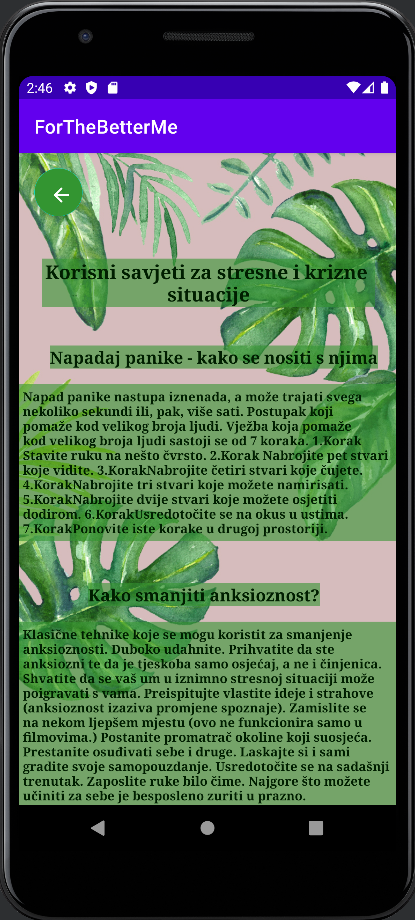 2:46
ForTheBetterMe
Korisni savjeti za stresne i krizne
situacije
Napadaj panike - kako se nositi s njima
Napad panike nastupa iznenada, a može trajati svega
nekoliko sekundi ili, pak, više sati. Postupak koji
pomaže kod velikog broja ljudi. Vježba koja pomaže
kod velikog broja ljudi sastoji se od 7 koraka. 1.Korak
Stavite ruku na nešto čvrsto. 2.Korak Nabrojite pet stvari
koje vidite. 3.KorakNabrojite četiri stvari koje čujete.
4.KorakNabrojite tri stvari koje možete namirisati.
5.KorakNabrojite dvije stvari koje možete osjetiti
dodirom. 6.KorakUsredotočite se na okus u ustima.
7.KorakPonovite iste korake u drugoj prostoriji.
Kako smanjiti anksioznost?
Klasične tehnike koje se mogu koristit za smanjenje
anksioznosti. Duboko udahnite. Prihvatite da ste
anksiozni te da je tjeskoba samo osjećaj, a ne i činjenica.
Shvatite da se vaš um u iznimno stresnoj situaciji može
poigravati s vama. Preispitujte vlastite ideje i strahove
(anksioznost izaziva promjene spoznaje). Zamislite se
na nekom ljepšem mjestu (ovo ne funkcionira samo u
filmovima.) Postanite promatrač okoline koji suosjeća.
Prestanite osuđivati sebe i druge. Laskajte si i sami
gradite svoje samopouzdanje. Usredotočite se na sadašnji
trenutak. Zaposlite ruke bilo čime. Najgore što možete
učiniti za sebe je besposleno zuriti u prazno.